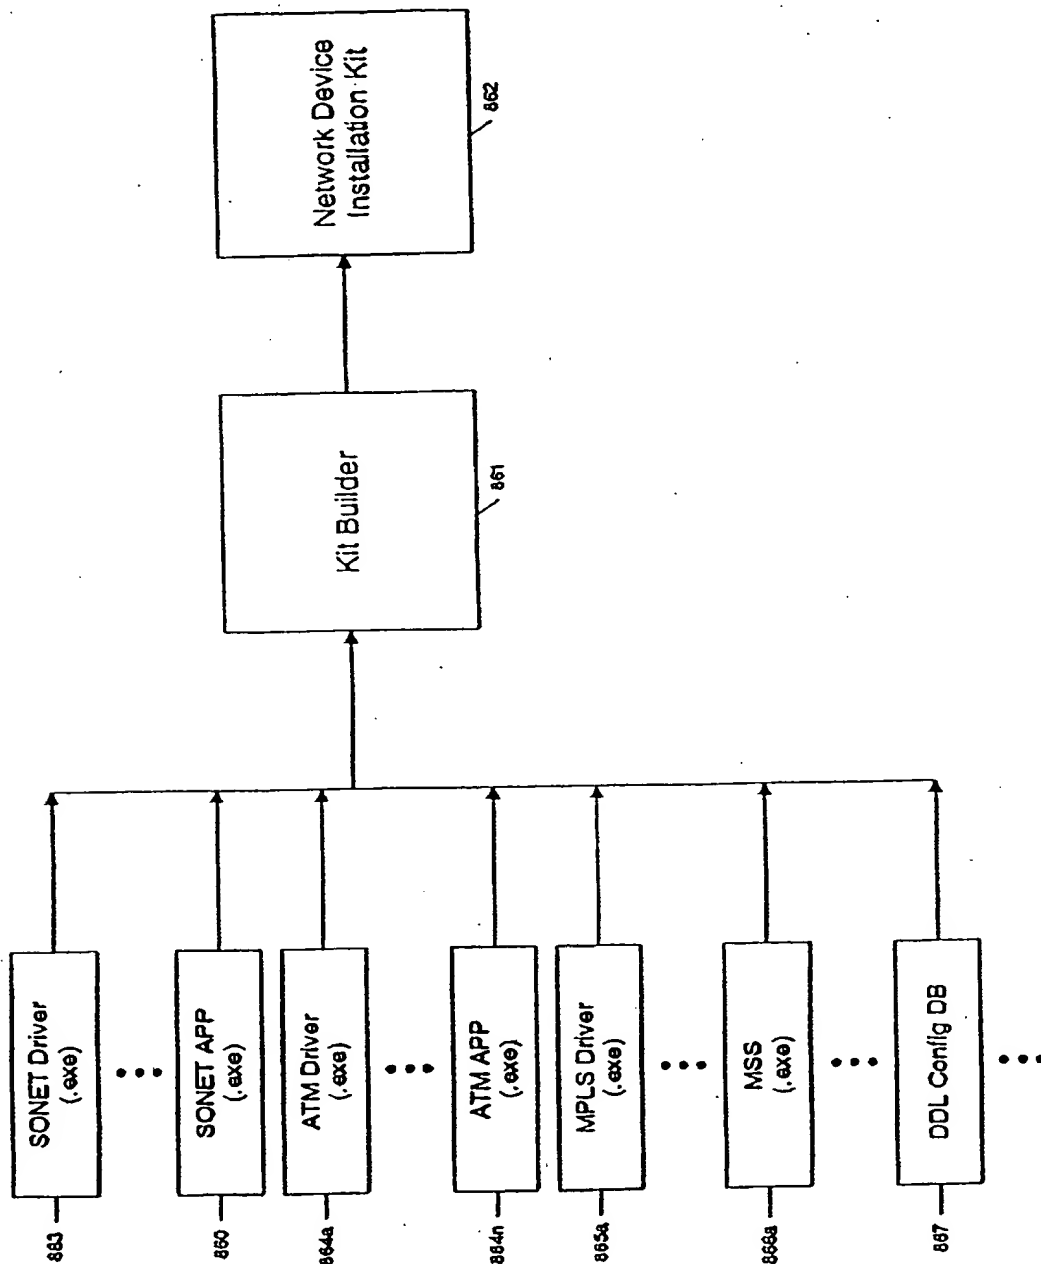 SONET Driver
(.exe)
863
SONET APP
(.exe)
860
ATM Driver
(.exe)
864a
ATM APP
(.exe)
864n
MPLS Driver
(.exe)
865a
MSS
(.exe)
866a
DDL Config DB
867
Kit Builder
861
Network Device
Installation Kit
862